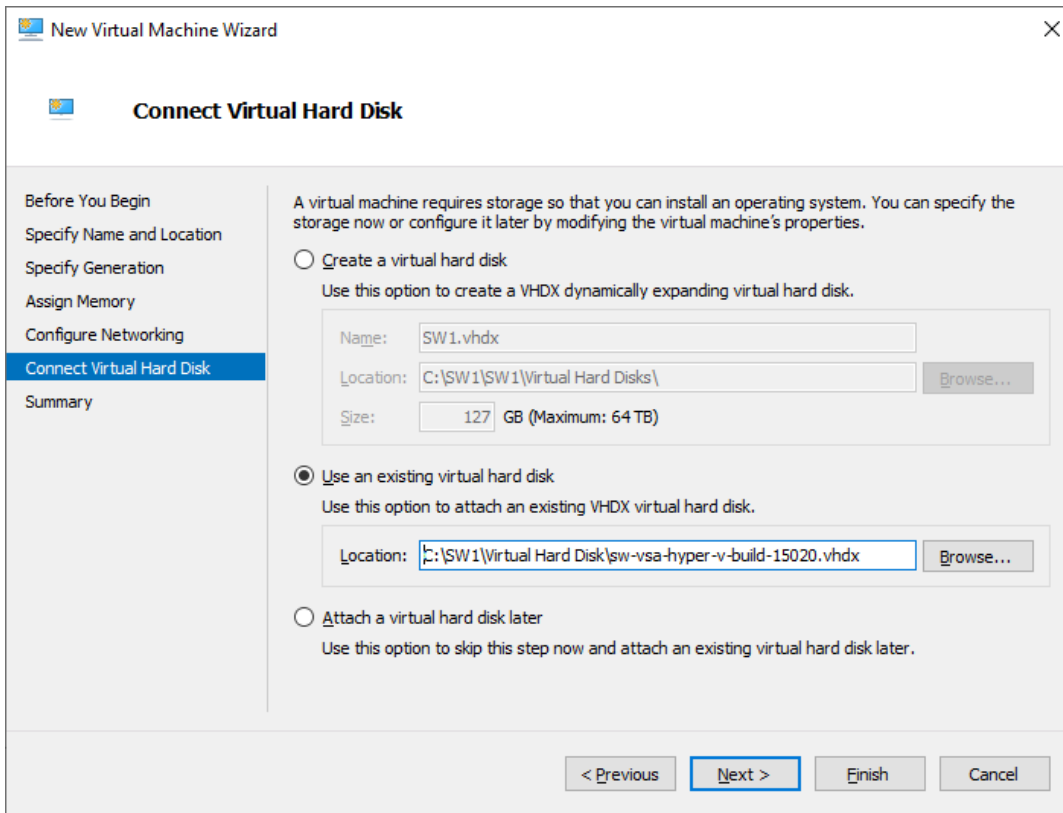 New Virtual Machine Wizard
Connect Virtual Hard Disk
Before You Begin
Specify Name and Location
Specify Generation
Assign Memory
Configure Networking
Connect Virtual Hard Disk
Summary
A virtual machine requires storage so that you can install an operating system. You can specify the
storage now or configure it later by modifying the virtual machine's properties.
Create a virtual hard disk
Use this option to create a VHDX dynamically expanding virtual hard disk.
Name: SW1.vhdx
Location: C:\SW1\SW1\Virtual Hard Disks\ Browse...
Size: 127 GB (Maximum: 64 TB)
Use an existing virtual hard disk
Use this option to attach an existing VHDX virtual hard disk.
Location: C:\SW1\Virtual Hard Disk\sw-vsa-hyper-v-build-15020.vhdx Browse...
Attach a virtual hard disk later
Use this option to skip this step now and attach an existing virtual hard disk later.
< Previous Next > Finish Cancel